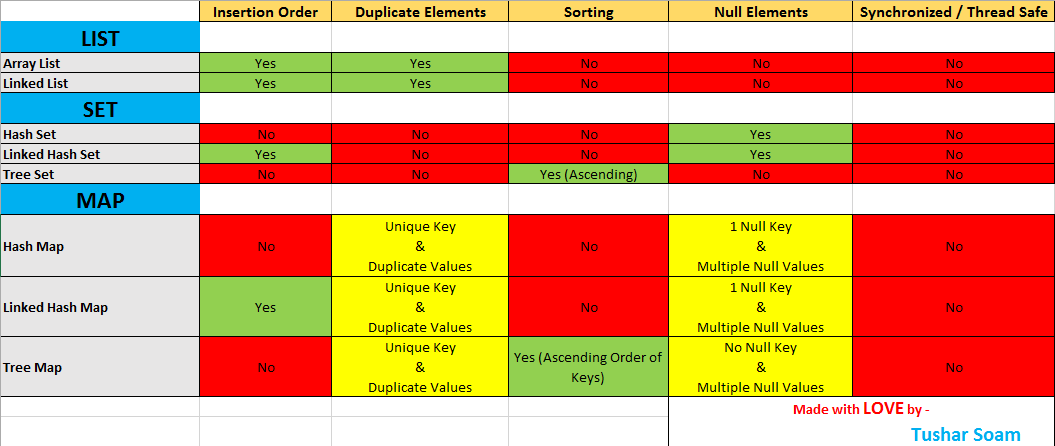 Insertion Order Duplicate Elements Sorting Null Elements Synchronized / Thread Safe
LIST
Array List Yes Yes No No No
Linked List Yes Yes No No No
SET
Hash Set No No No Yes No
Linked Hash Set Yes No No Yes No
Tree Set No No Yes (Ascending) No No
MAP
Hash Map No Unique Key & Duplicate Values No 1 Null Key & Multiple Null Values No
Linked Hash Map Yes Unique Key & Duplicate Values No 1 Null Key & Multiple Null Values No
Tree Map No Unique Key & Duplicate Values Yes (Ascending Order of Keys) No Null Key & Multiple Null Values No
Made with LOVE by -
Tushar Soam